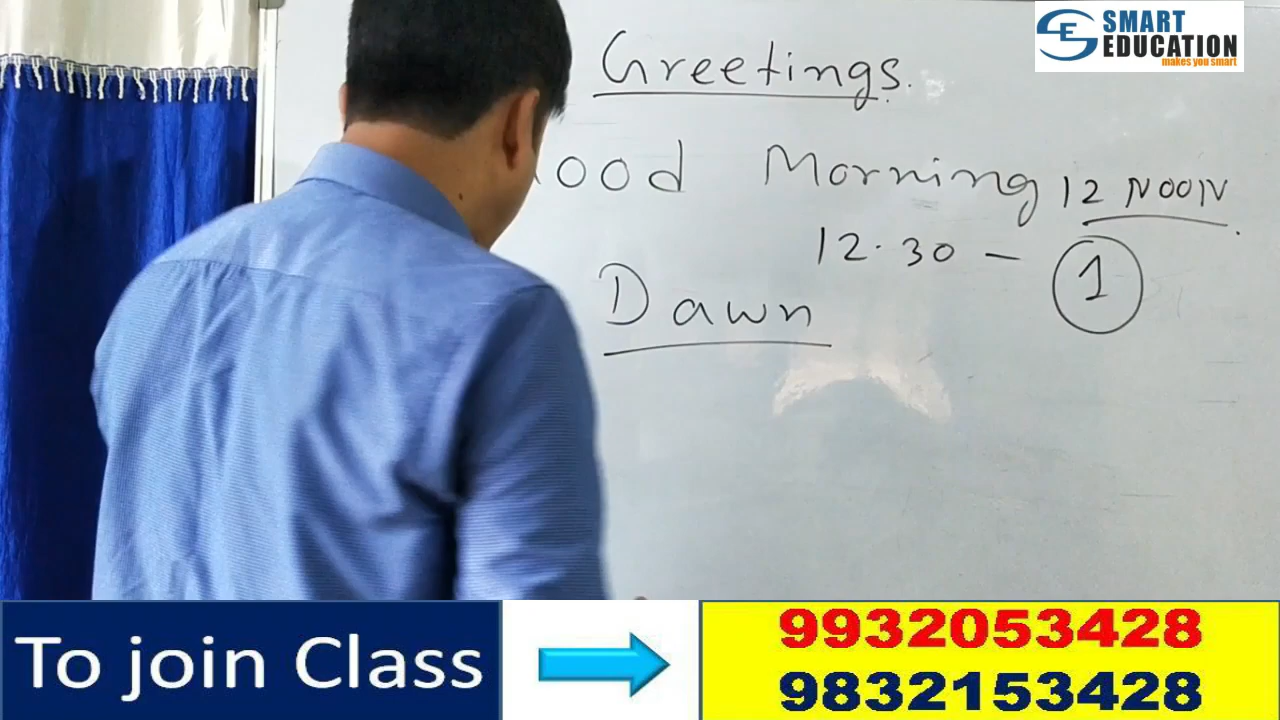 SMART
EDUCATION
makes you smart
Greetings.
ood Morning 12 NOON
12.30 — 1
Dawn
To join Class
9932053428
9832153428